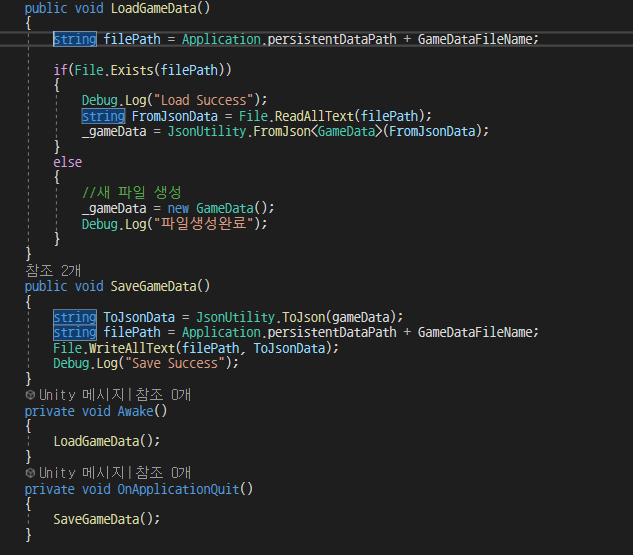 public void LoadGameData()
{
string filePath = Application.persistentDataPath + GameDataFileName;
if(File.Exists(filePath))
{
Debug.Log("Load Success");
string FromJsonData = File.ReadAllText(filePath);
_gameData = JsonUtility.FromJson<GameData>(FromJsonData);
}
else
{
//새 파일 생성
_gameData = new GameData();
Debug.Log("파일생성완료");
}
}
참조 2개
public void SaveGameData()
{
string ToJsonData = JsonUtility.ToJson(gameData);
string filePath = Application.persistentDataPath + GameDataFileName;
File.WriteAllText(filePath, ToJsonData);
Debug.Log("Save Success");
}
Unity 메시지|참조 0개
private void Awake()
{
LoadGameData();
}
Unity 메시지|참조 0개
private void OnApplicationQuit()
{
SaveGameData();
}